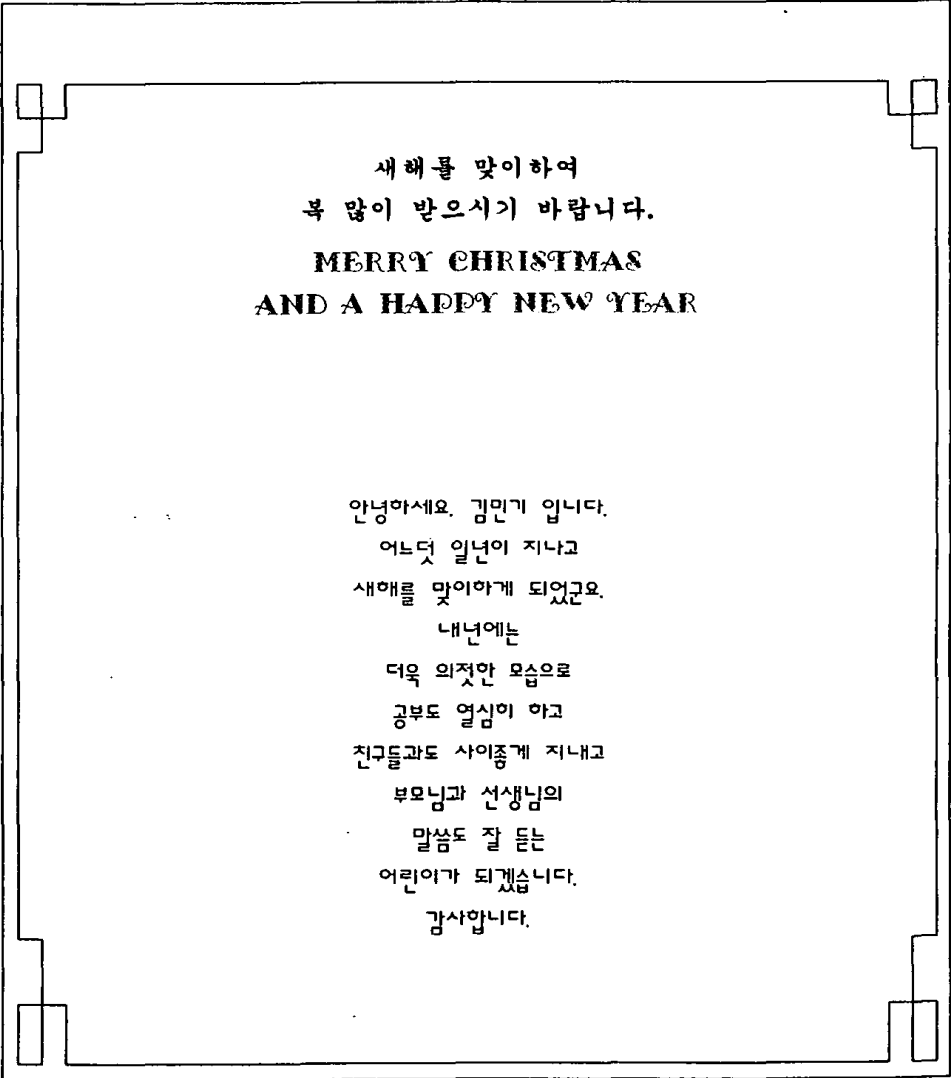 새해를 맞이하여
복 많이 받으시기 바랍니다.
MERRY CHRISTMAS
AND A HAPPY NEW YEAR
안녕하세요. 김민기 입니다.
어느덧 일년이 지나고
새해를 맞이하게 되었군요.
내년에는
더욱 의젓한 모습으로
공부도 열심히 하고
친구들과도 사이좋게 지내고
부모님과 선생님의
말씀도 잘 듣는
어린이가 되겠습니다.
감사합니다.